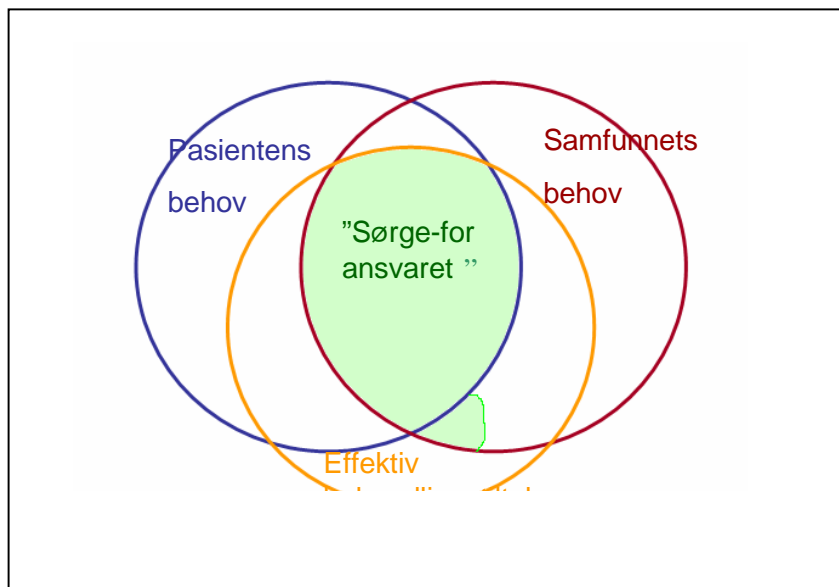 Pasientens
behov
Samfunnets
behov
”Sørge-for
ansvaret ”
Effektiv